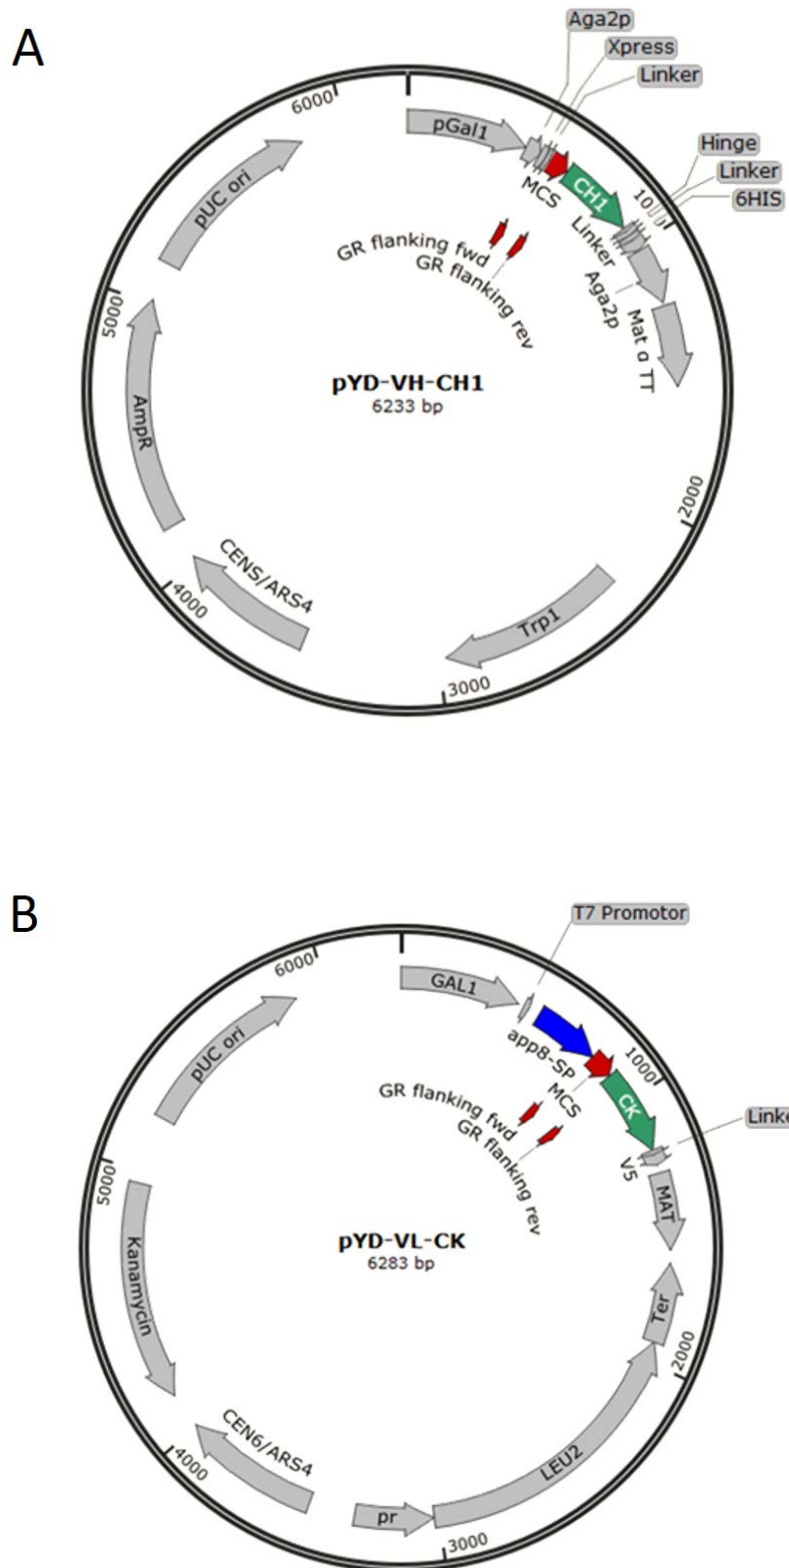 A
Aga2p
Xpress
Linker
6000
pGal1
pUC ori
MCS
CH1
Hinge
Linker
6HIS
10
Linker
GR flanking fwd
GR flanking rev
5000
Aga2p
Mat α TT
pYD-VH-CH1
6233 bp
AmpR
2000
CENS/ARS4
4000
Trp1
3000
B
T7 Promotor
6000
GAL1
pUC ori
app8-SP
1000
MCS
CK
GR flanking fwd
GR flanking rev
Linke
V5
5000
MAT
pYD-VL-CK
6283 bp
Kanamycin
Ter
2000
CEN6/ARS4
4000
LEU2
pr
3000